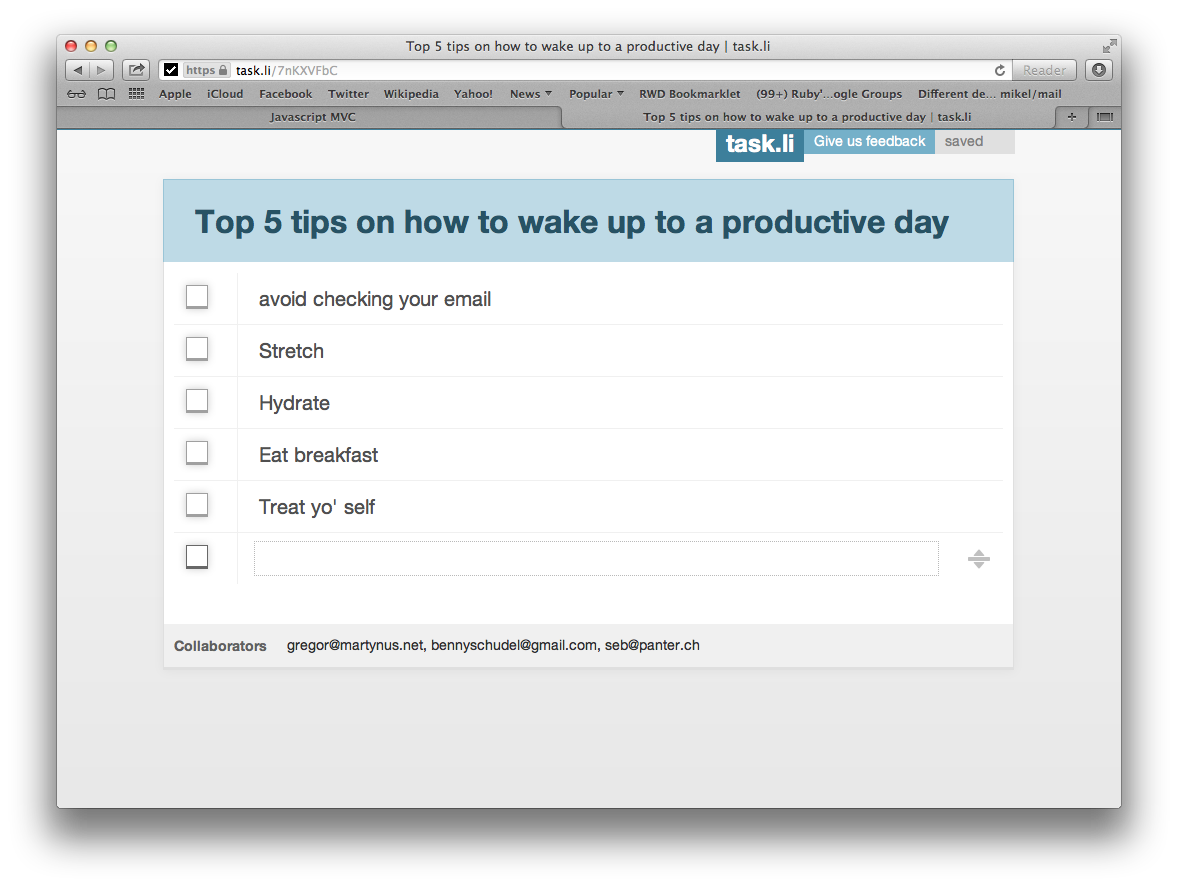 Top 5 tips on how to wake up to a productive day | task.li
https task.li/7nKXVFbC Reader
Apple iCloud Facebook Twitter Wikipedia Yahoo! News Popular RWD Bookmarklet (99+) Ruby'...ogle Groups Different de... mikel/mail
Javascript MVC Top 5 tips on how to wake up to a productive day | task.li +
task.li Give us feedback saved
Top 5 tips on how to wake up to a productive day
avoid checking your email
Stretch
Hydrate
Eat breakfast
Treat yo' self
Collaborators gregor@martynus.net, bennyschudel@gmail.com, seb@panter.ch